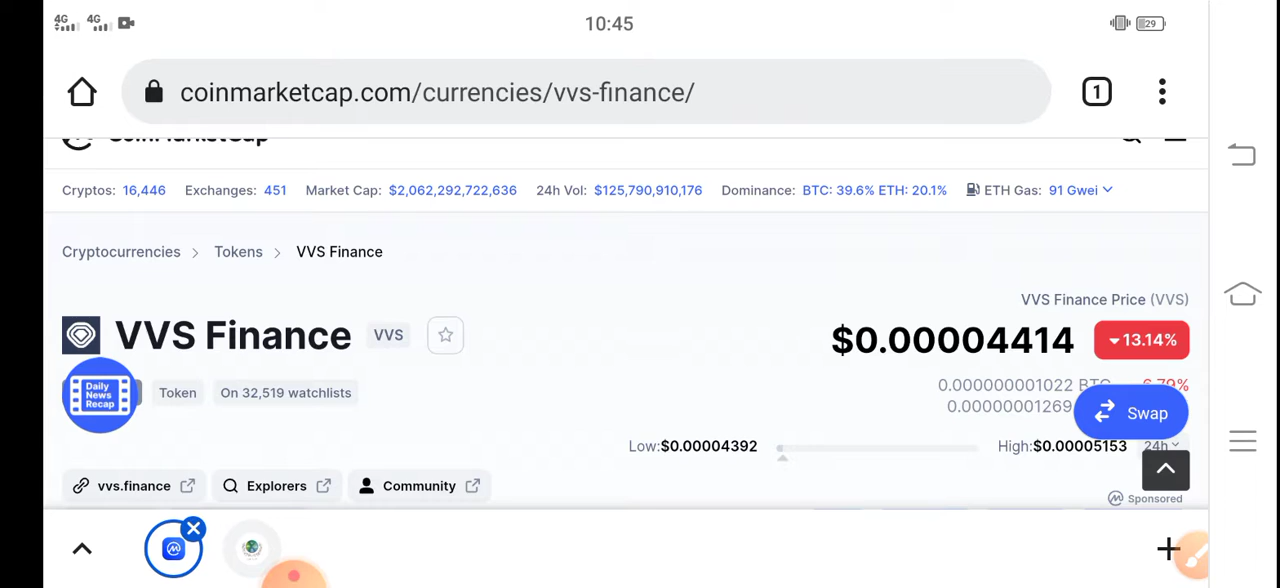 4G 4G 10:45 29
coinmarketcap.com/currencies/vvs-finance/ 1
CoinMarketCap
Cryptos: 16,446 Exchanges: 451 Market Cap: $2,062,292,722,636 24h Vol: $125,790,910,176 Dominance: BTC: 39.6% ETH: 20.1% ETH Gas: 91 Gwei
Cryptocurrencies > Tokens > VVS Finance
VVS Finance Price (VVS)
VVS Finance VVS $0.00004414 13.14%
Daily News Recap
Token On 32,519 watchlists 0.000000001022 BTC 6.79%
0.00000001269
Swap
Low:$0.00004392 High:$0.00005153 24h
vvs.finance Explorers Community
Sponsored